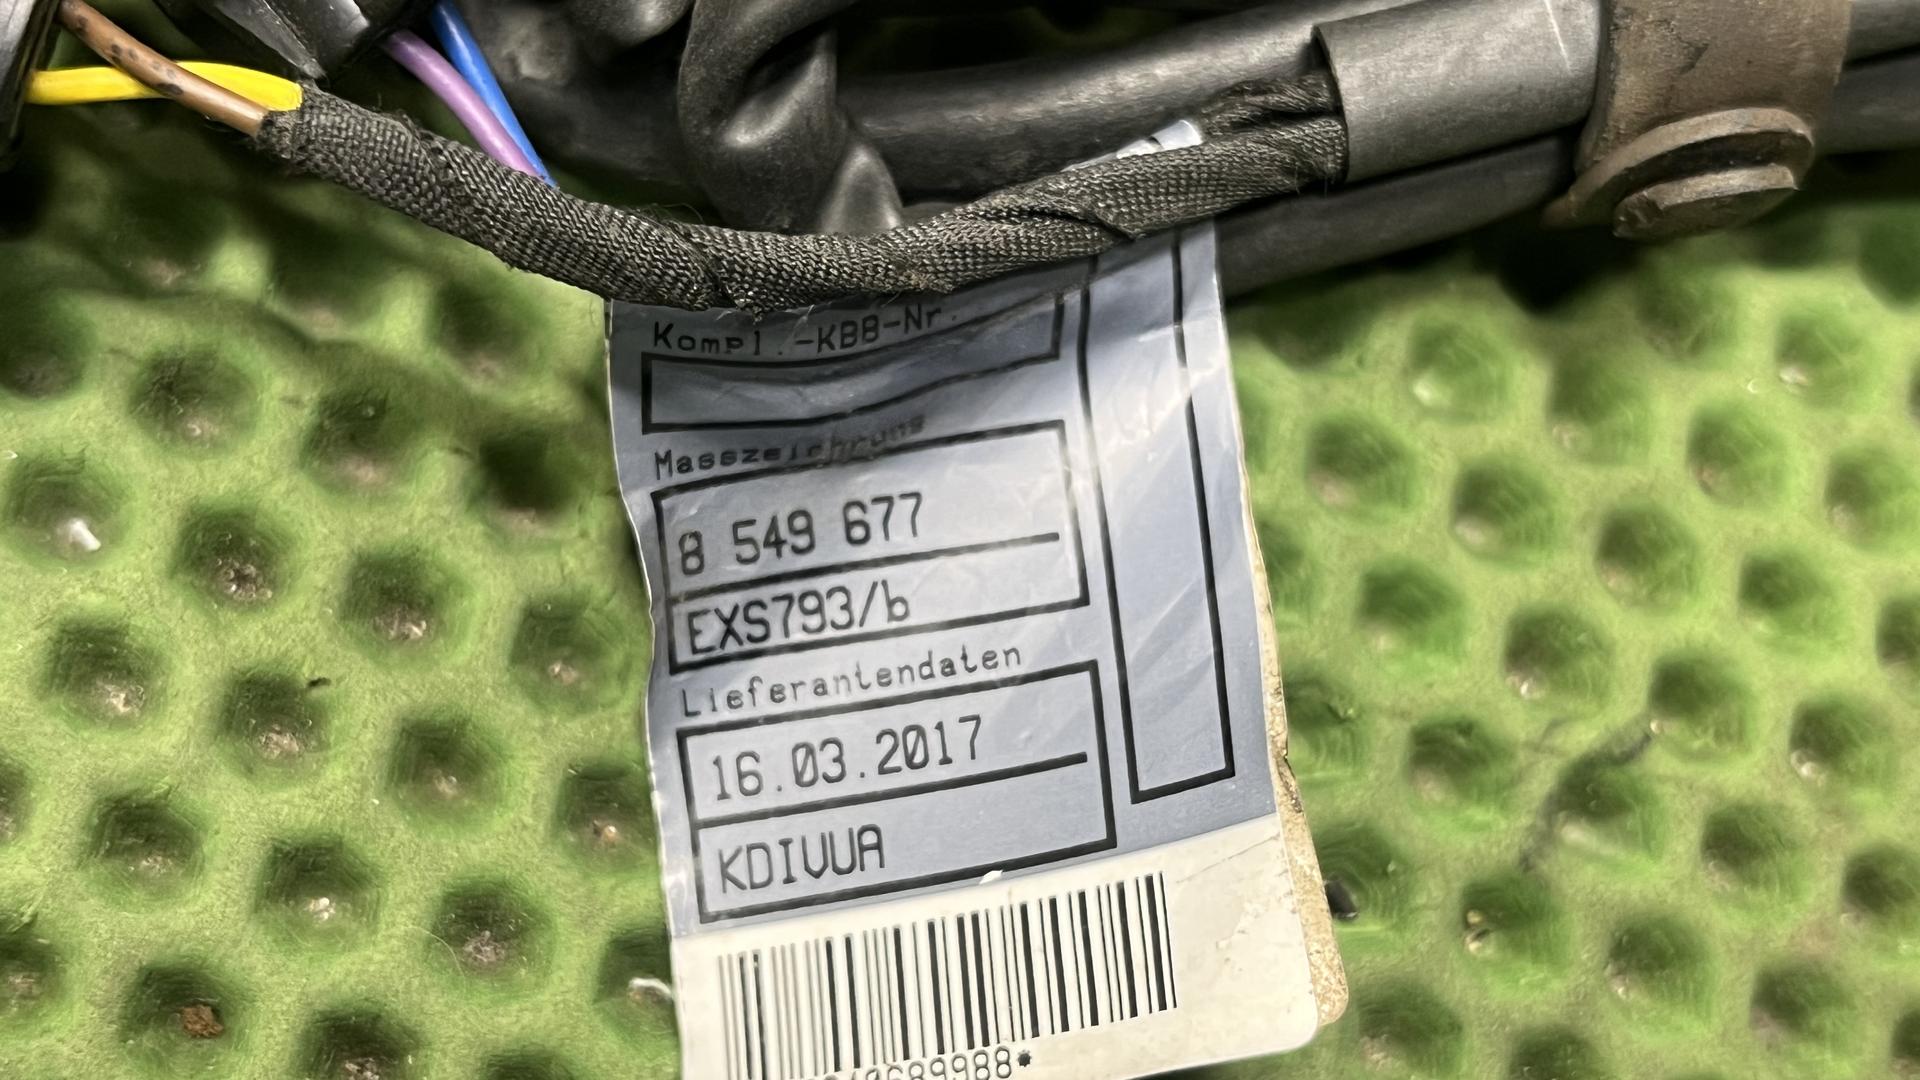 Kompl.-KBB-Nr.
Masszeichnung
8 549 677
EXS793/b
Lieferantendaten
16.03.2017
KDIVUA